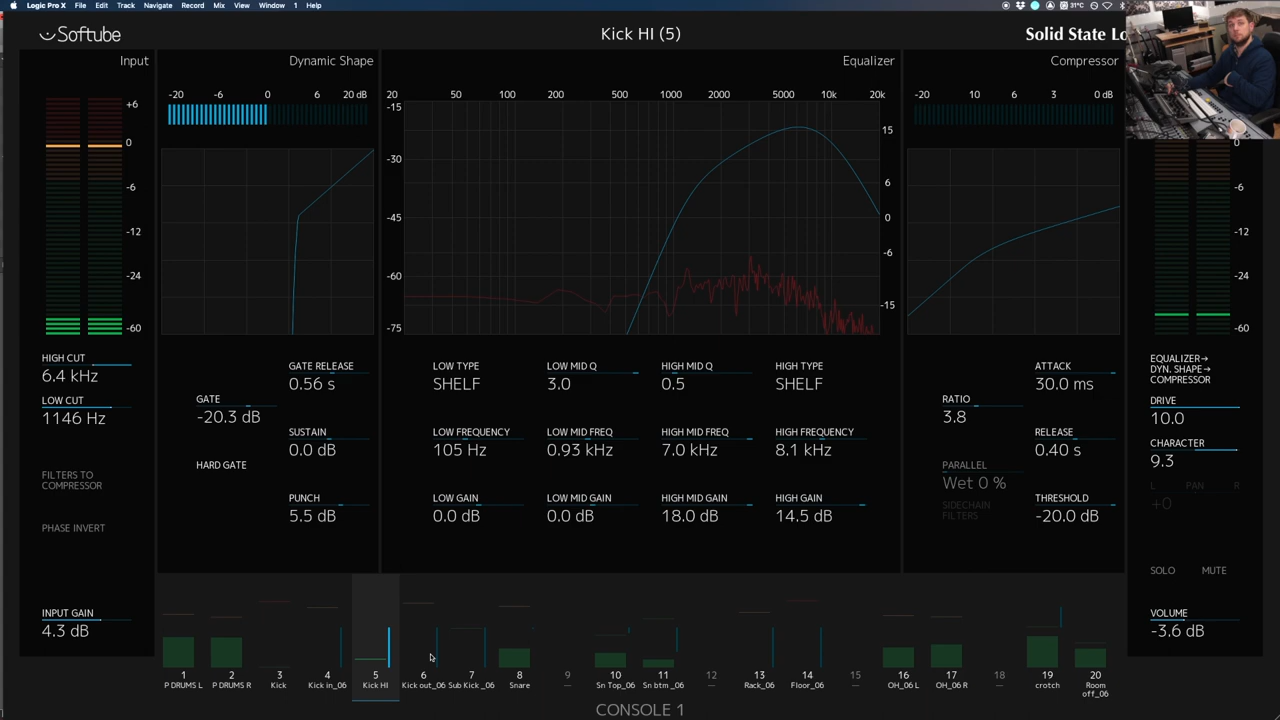 Logic Pro X File Edit Track Navigate Record Mix View Window 1 Help
31°C
Softube
Kick HI (5)
Solid State Lo
Input
Dynamic Shape
Equalizer
Compressor
-20 -6 0 6 20 dB
20 50 100 200 500 1000 2000 5000 10k 20k
-20 10 6 3 0 dB
+6
0
-6
-12
-24
-60
-15
-30
-45
-60
-75
15
6
0
-6
-15
0
-6
-12
-24
-60
HIGH CUT
6.4 kHz
LOW CUT
1146 Hz
FILTERS TO
COMPRESSOR
PHASE INVERT
INPUT GAIN
4.3 dB
GATE RELEASE
0.56 s
GATE
-20.3 dB
SUSTAIN
0.0 dB
HARD GATE
PUNCH
5.5 dB
LOW TYPE
SHELF
LOW MID Q
3.0
HIGH MID Q
0.5
HIGH TYPE
SHELF
LOW FREQUENCY
105 Hz
LOW MID FREQ
0.93 kHz
HIGH MID FREQ
7.0 kHz
HIGH FREQUENCY
8.1 kHz
LOW GAIN
0.0 dB
LOW MID GAIN
0.0 dB
HIGH MID GAIN
18.0 dB
HIGH GAIN
14.5 dB
ATTACK
30.0 ms
RATIO
3.8
RELEASE
0.40 s
PARALLEL
Wet 0 %
SIDECHAIN
FILTERS
THRESHOLD
-20.0 dB
EQUALIZER→
DYN. SHAPE→
COMPRESSOR
DRIVE
10.0
CHARACTER
9.3
L PAN R
+0
SOLO MUTE
VOLUME
-3.6 dB
1 2 3 4 5 6 7 8 9 10 11 12 13 14 15 16 17 18 19 20
P DRUMS L P DRUMS R Kick Kick in_06 Kick HI Kick out_06 Sub Kick _06 Snare — Sn Top_06 Sn btm _06 — Rack_06 Floor_06 — OH_06 L OH_06 R — crotch Room
off_06
CONSOLE 1